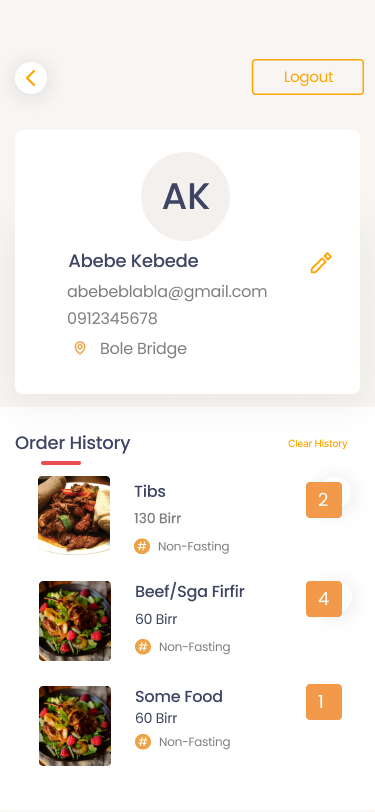 Logout
AK
Abebe Kebede
abebeblabla@gmail.com
0912345678
Bole Bridge
Order History
Clear History
Tibs
2
130 Birr
# Non-Fasting
Beef/Sga Firfir
4
60 Birr
# Non-Fasting
Some Food
1
60 Birr
# Non-Fasting